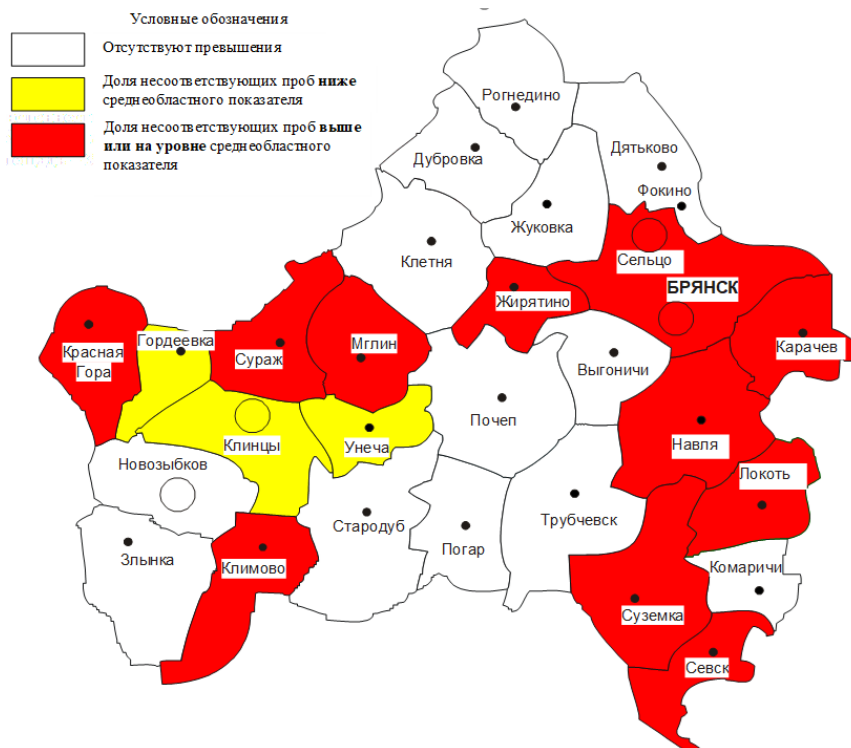 Условные обозначения
Отсутствуют превышения
Доля несоответствующих проб ниже
среднеобластного показателя
Доля несоответствующих проб выше
или на уровне среднеобластного
показателя
Рогнедино
Дубровка
Дятьково
Фокино
Жуковка
Клетня
Сельцо
БРЯНСК
Жирятино
Карачев
Гордеевка
Красная
Гора
Сураж
Мглин
Выгоничи
Почеп
Клинцы
Унеча
Навля
Новозыбков
Локоть
Стародуб
Трубчевск
Погар
Злынка
Климово
Комаричи
Суземка
Севск